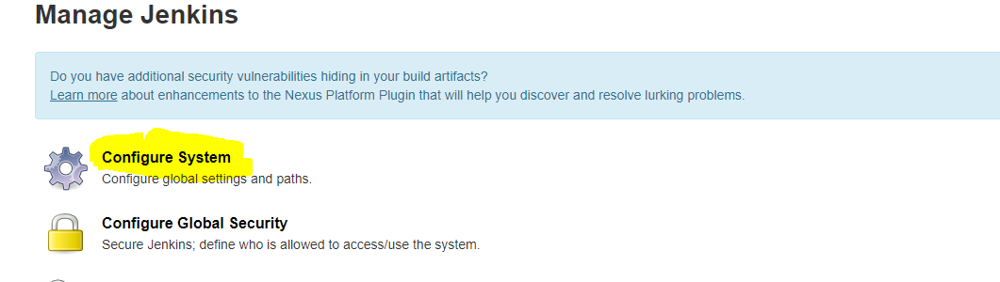 Manage Jenkins
Do you have additional security vulnerabilities hiding in your build artifacts?
Learn more about enhancements to the Nexus Platform Plugin that will help you discover and resolve lurking problems.
Configure System
Configure global settings and paths.
Configure Global Security
Secure Jenkins; define who is allowed to access/use the system.